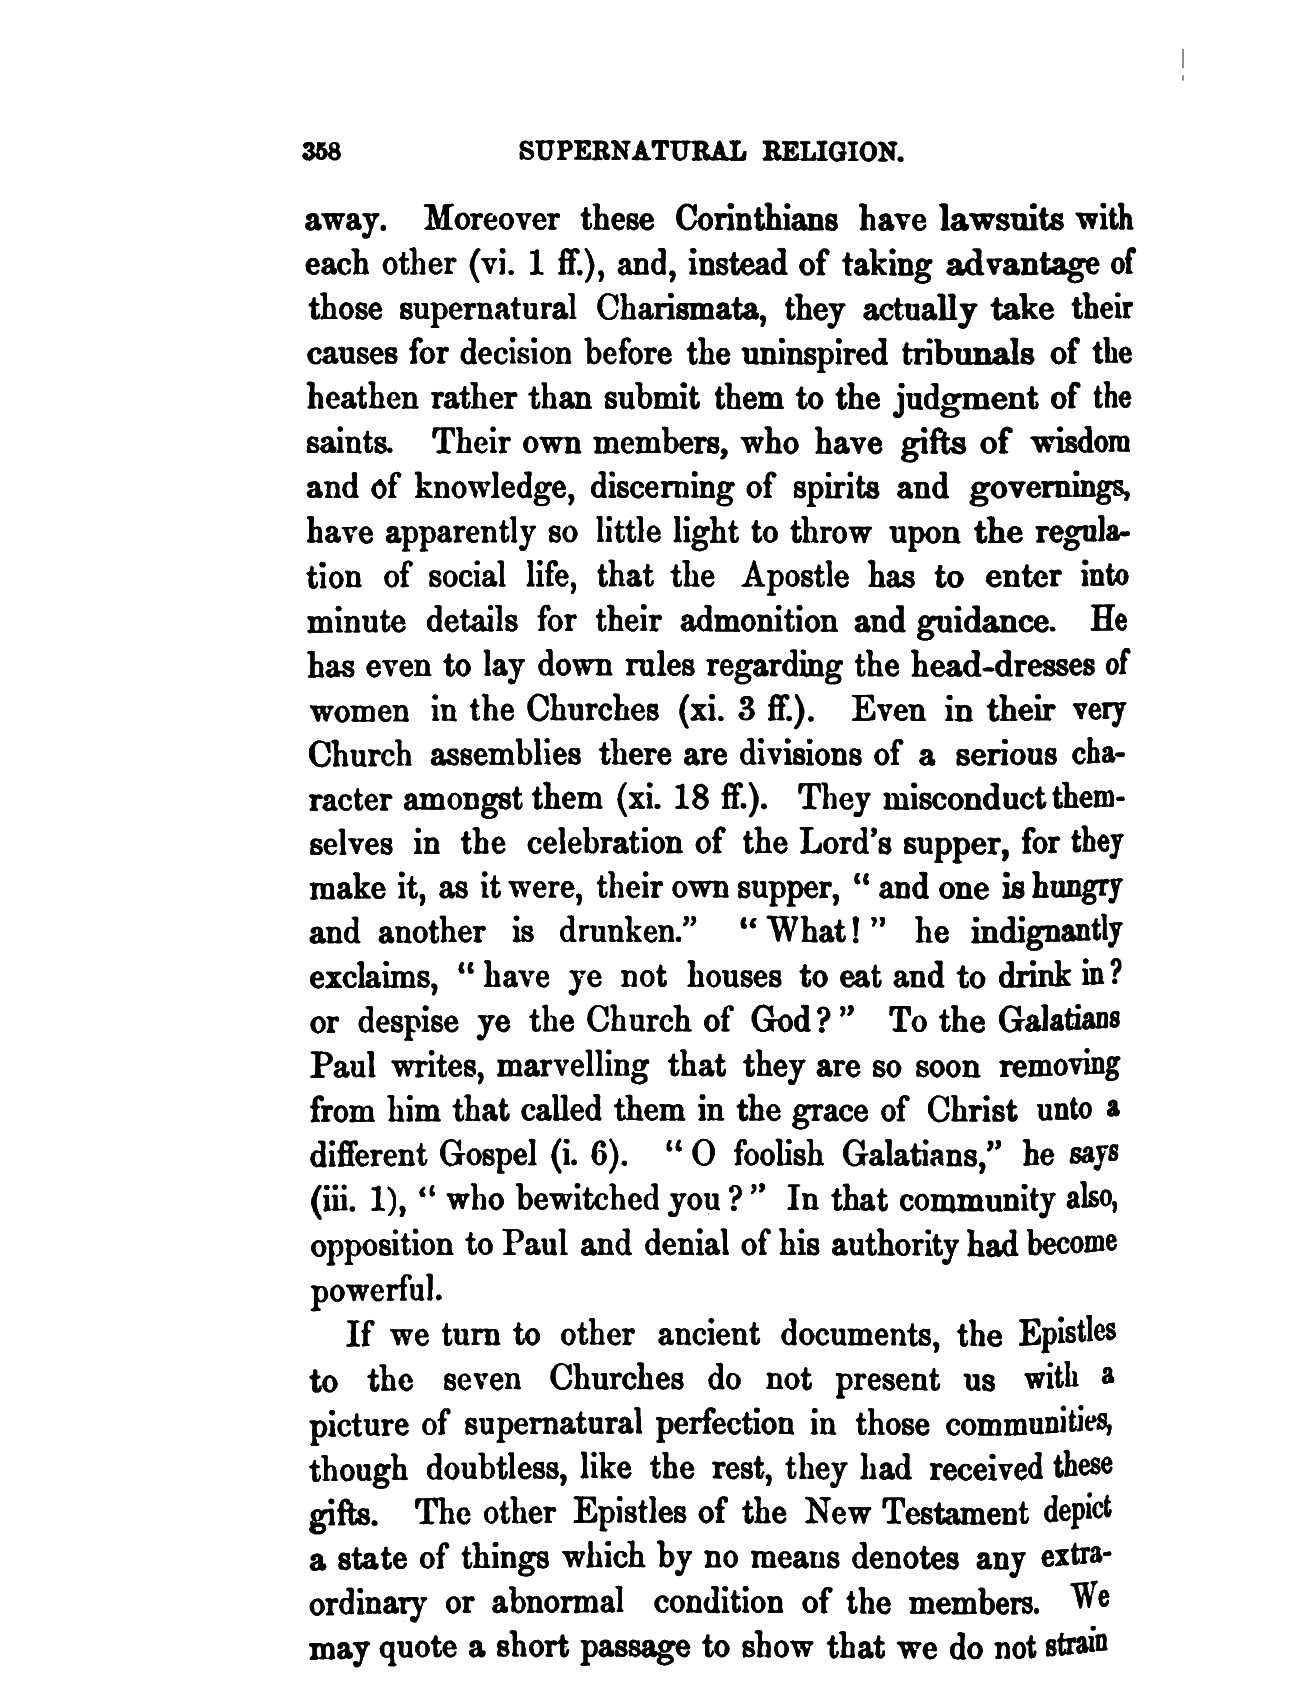 358 SUPERNATURAL RELIGION.
away. Moreover these Corinthians have lawsuits with
each other (vi. 1 ff.), and, instead of taking advantage of
those supernatural Charismata, they actually take their
causes for decision before the uninspired tribunals of the
heathen rather than submit them to the judgment of the
saints. Their own members, who have gifts of wisdom
and of knowledge, discerning of spirits and governings,
have apparently so little light to throw upon the regula-
tion of social life, that the Apostle has to enter into
minute details for their admonition and guidance. He
has even to lay down rules regarding the head-dresses of
women in the Churches (xi. 3 ff.). Even in their very
Church assemblies there are divisions of a serious cha-
racter amongst them (xi. 18 ff.). They misconduct them-
selves in the celebration of the Lord's supper, for they
make it, as it were, their own supper, "and one is hungry
and another is drunken." "What!" he indignantly
exclaims, "have ye not houses to eat and to drink in?
or despise ye the Church of God?" To the Galatians
Paul writes, marvelling that they are so soon removing
from him that called them in the grace of Christ unto a
different Gospel (i. 6). "O foolish Galatians," he says
(iii. 1), "who bewitched you?" In that community also,
opposition to Paul and denial of his authority had become
powerful.
If we turn to other ancient documents, the Epistles
to the seven Churches do not present us with a
picture of supernatural perfection in those communities,
though doubtless, like the rest, they had received these
gifts. The other Epistles of the New Testament depict
a state of things which by no means denotes any extra-
ordinary or abnormal condition of the members. We
may quote a short passage to show that we do not strain